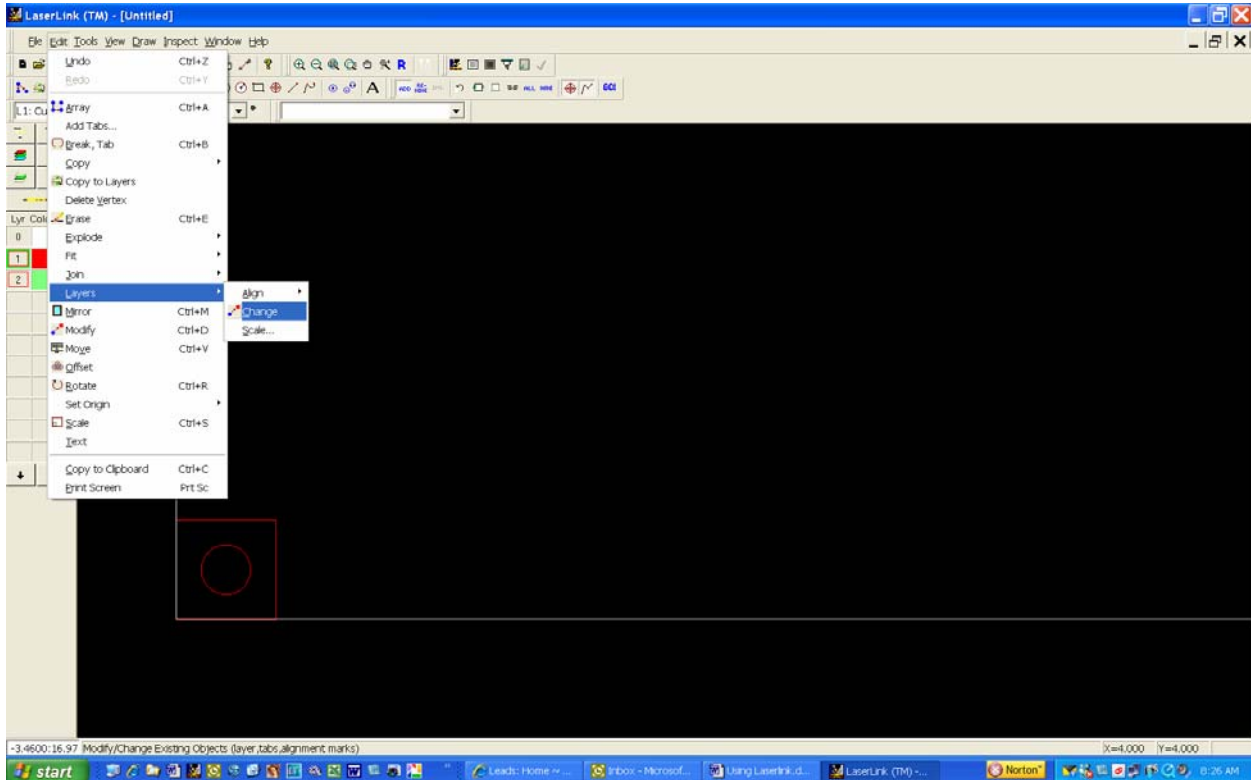 LaserLink (TM) - [Untitled]
File Edit Tools View Draw Inspect Window Help
R
A ADD
ALL GCI
L1: Cu
Lyr Col
0
1
2
Undo Ctrl+Z
Redo Ctrl+Y
Array Ctrl+A
Add Tabs...
Break, Tab Ctrl+B
Copy
Copy to Layers
Delete Vertex
Erase Ctrl+E
Explode
Fit
Join
Layers
Mirror Ctrl+M
Modify Ctrl+D
Move Ctrl+V
Offset
Rotate Ctrl+R
Set Origin
Scale Ctrl+S
Text
Copy to Clipboard Ctrl+C
Print Screen Prt Sc
Align
Change
Scale...
-3.4600:16.97 Modify/Change Existing Objects (layer,tabs,alignment marks) X=4.000 Y=4.000
start Leads: Home ~ ... Inbox - Microsof... Using Laserlink.d... LaserLink (TM) -... Norton™ 8:26 AM